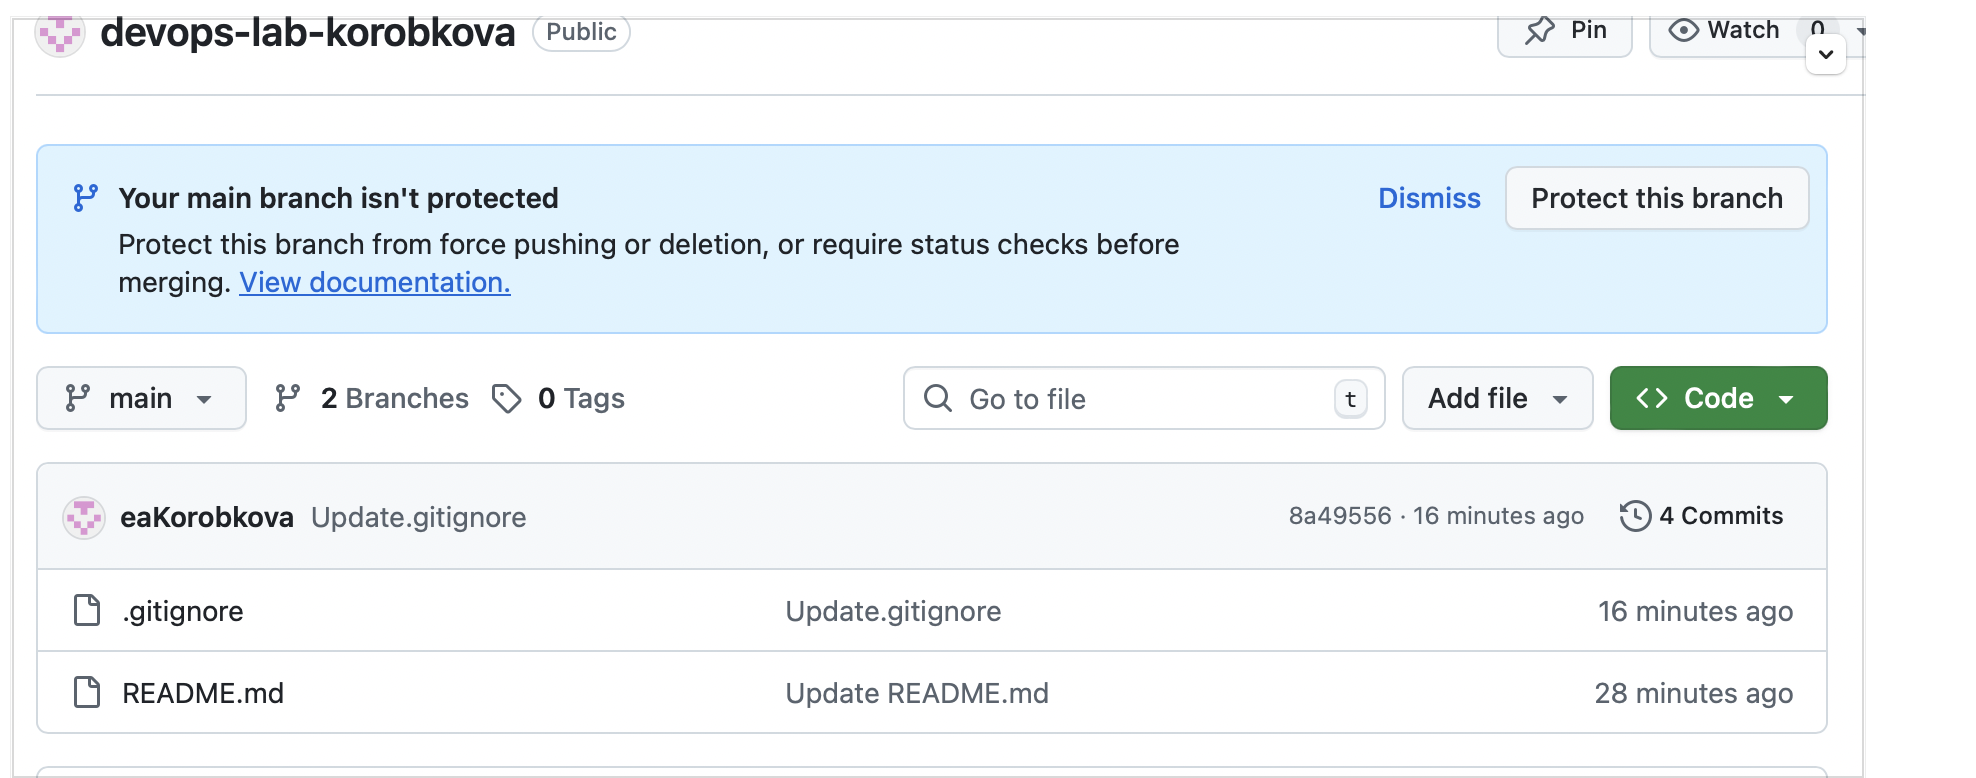 devops-lab-korobkova Public Pin Watch 0
Your main branch isn't protected Dismiss Protect this branch
Protect this branch from force pushing or deletion, or require status checks before
merging. View documentation.
main 2 Branches 0 Tags Go to file t Add file <> Code
eaKorobkova Update.gitignore 8a49556 · 16 minutes ago 4 Commits
.gitignore Update.gitignore 16 minutes ago
README.md Update README.md 28 minutes ago